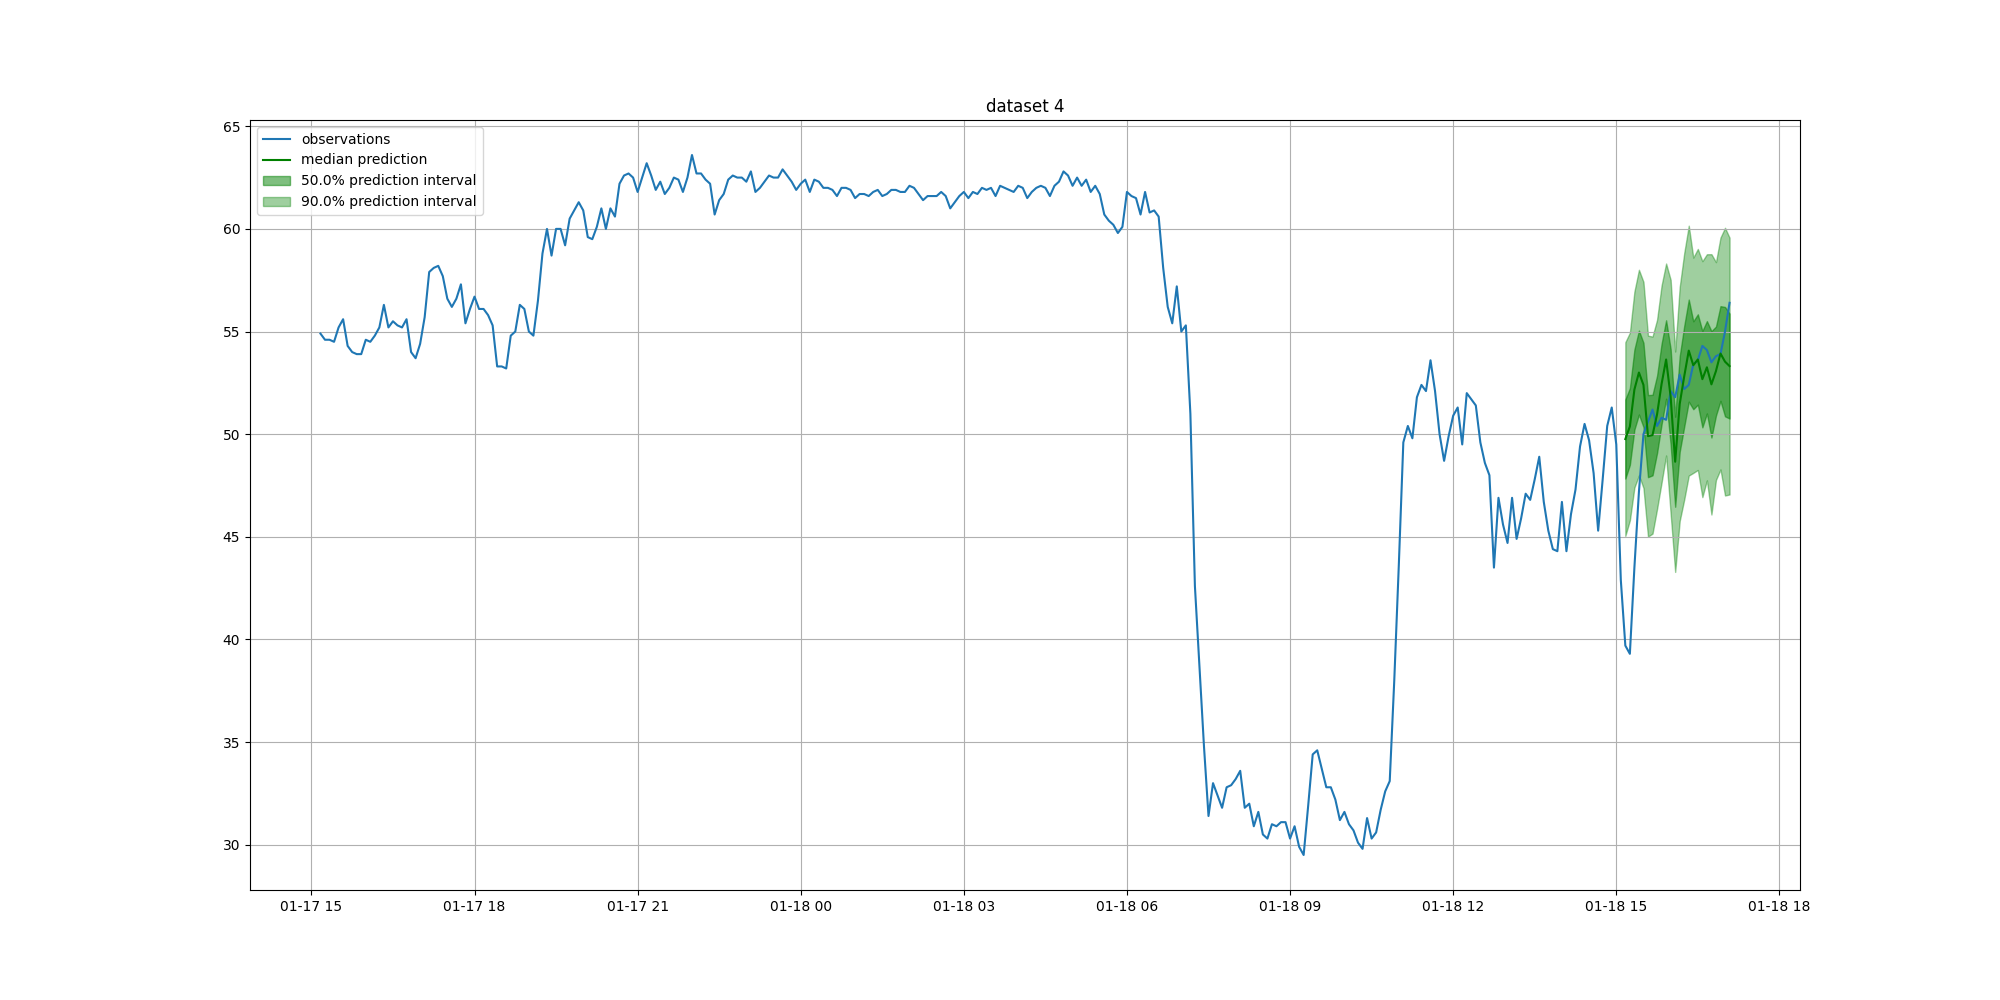 dataset 4
65
observations
median prediction
50.0% prediction interval
90.0% prediction interval
60
55
50
45
40
35
30
01-17 15 01-17 18 01-17 21 01-18 00 01-18 03 01-18 06 01-18 09 01-18 12 01-18 15 01-18 18